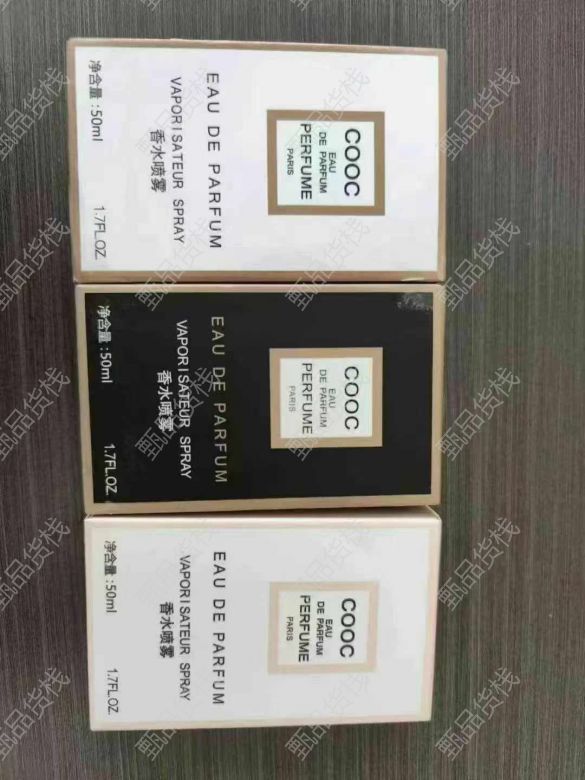 COOC
EAU
DE PARFUM
PERFUME
PARIS
EAU DE PARFUM
VAPORISATEUR SPRAY
香水喷雾
净含量:50ml
1.7FL.OZ.
COOC
EAU
DE PARFUM
PERFUME
PARIS
EAU DE PARFUM
VAPORISATEUR SPRAY
香水喷雾
净含量:50ml
1.7FL.OZ.
COOC
EAU
DE PARFUM
PERFUME
PARIS
EAU DE PARFUM
VAPORISATEUR SPRAY
香水喷雾
净含量:50ml
1.7FL.OZ.
甄品货栈